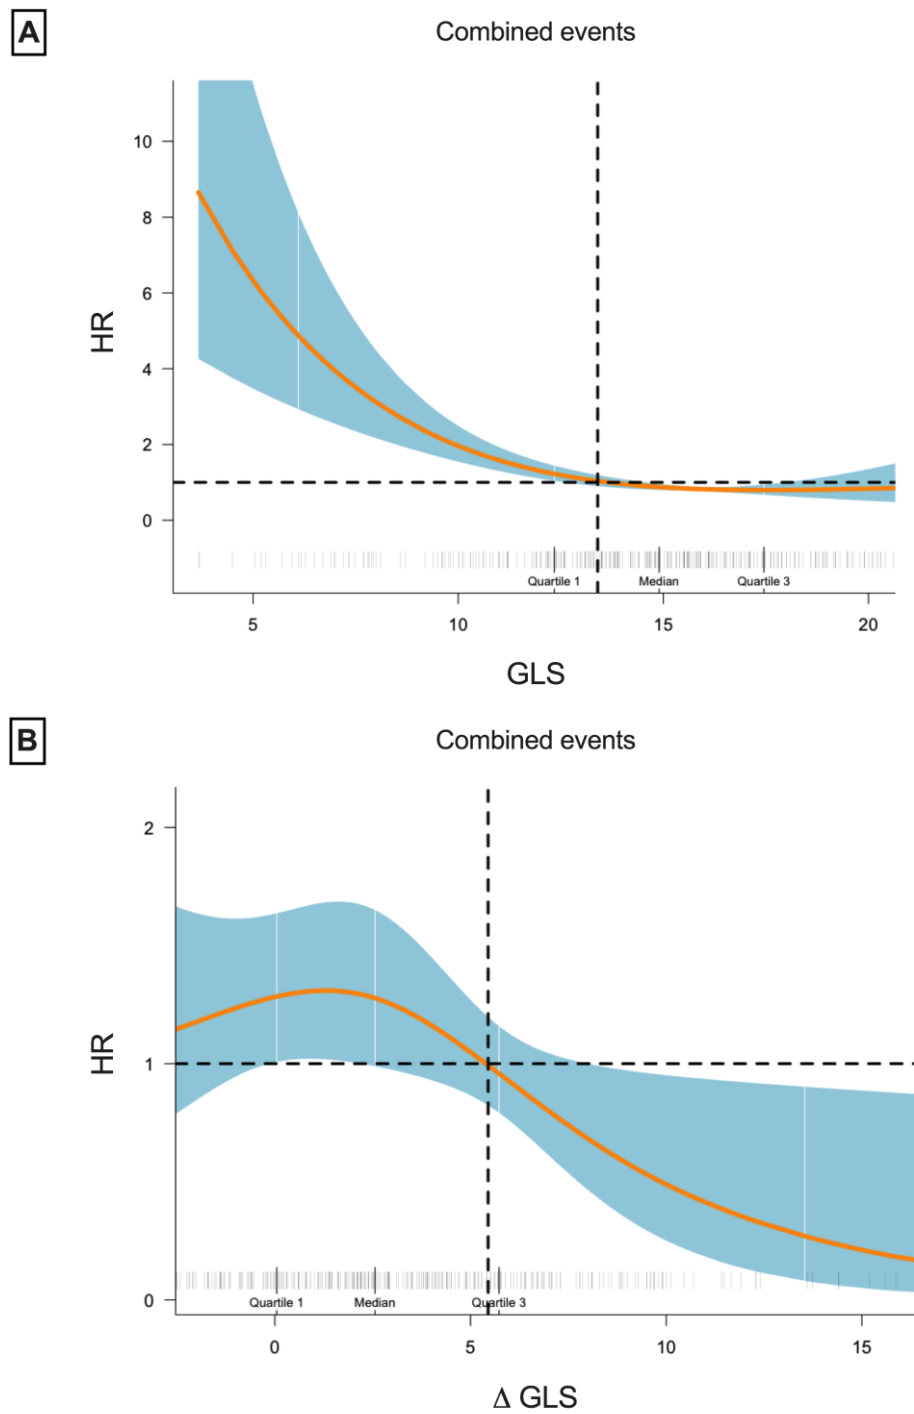 A
Combined events
HR
10
8
6
4
2
0
Quartile 1 Median Quartile 3
5 10 15 20
GLS
B
Combined events
HR
2
1
0
Quartile 1 Median Quartile 3
0 5 10 15
Δ GLS